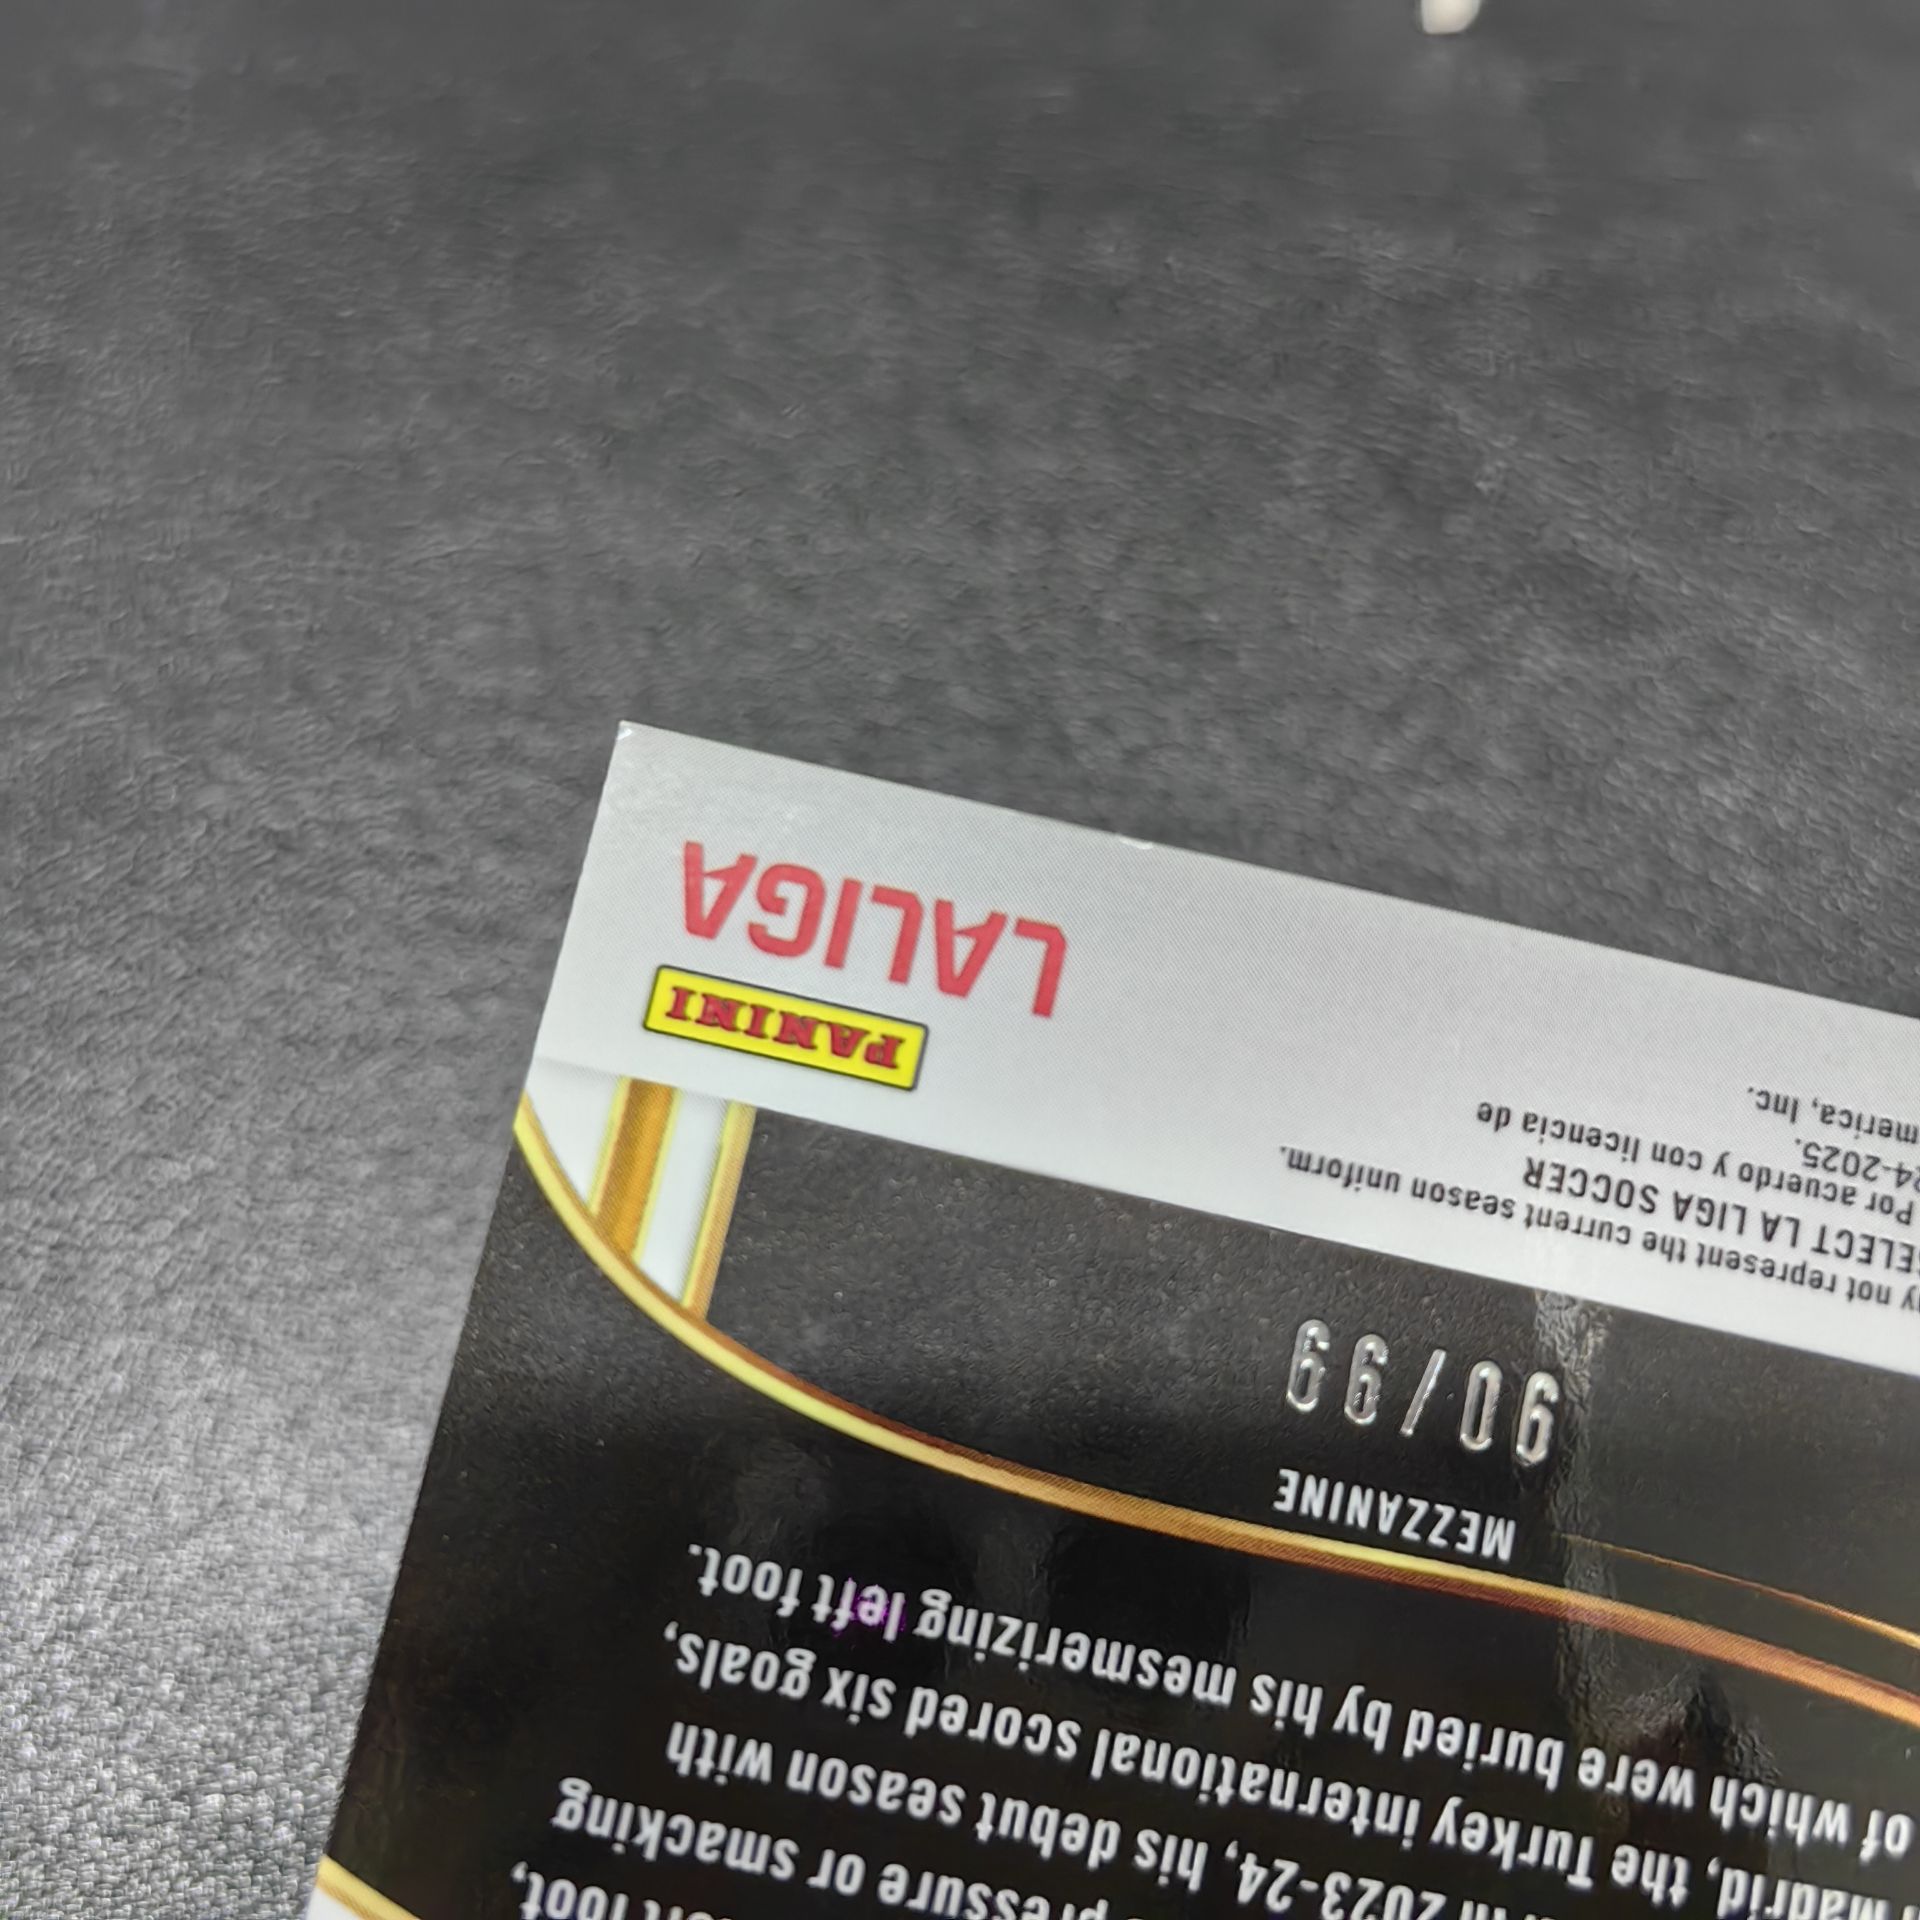 foot,
pressure or smacking
in 2023-24, his debut season with
Madrid, the Turkey international scored six goals,
of which were buried by his mesmerizing left foot.
MEZZANINE
90/99
not represent the current season uniform.
SELECT LA LIGA SOCCER
Por acuerdo y con licencia de
24-2025.
merica, Inc.
PANINI
LALIGA